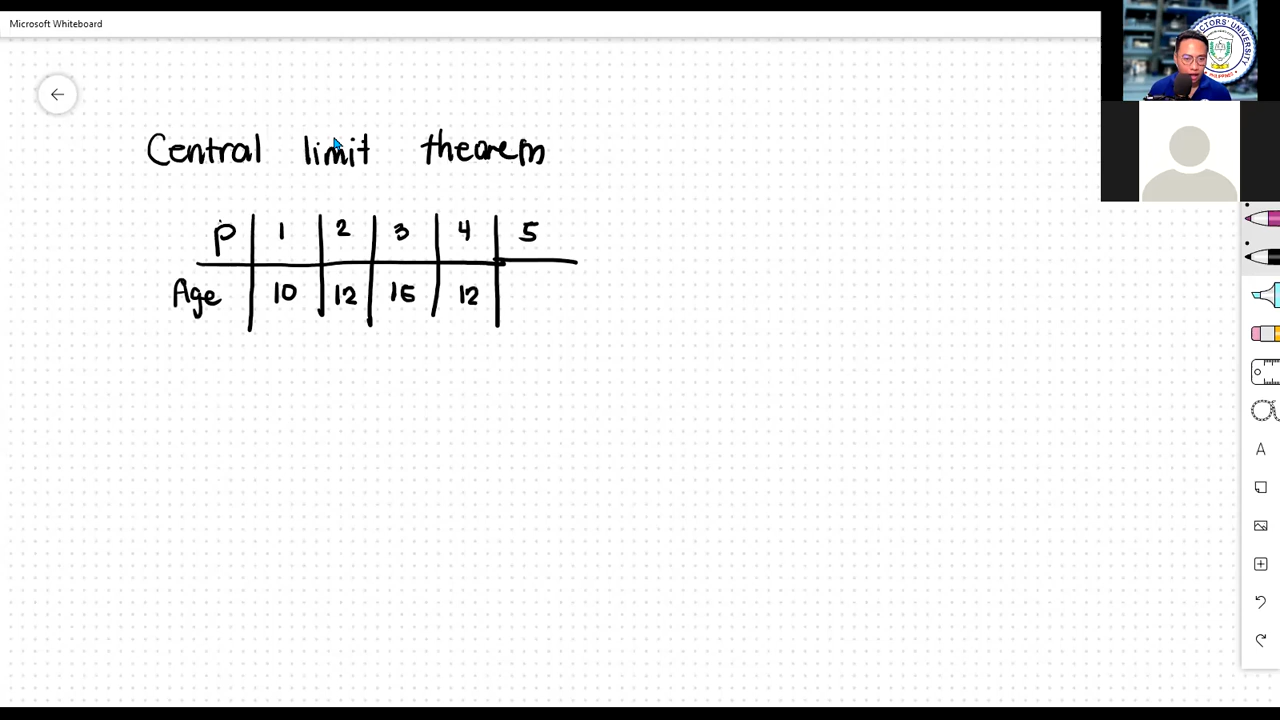 Microsoft Whiteboard
Central limit theorem
P 1 2 3 4 5
Age 10 12 15 12
A